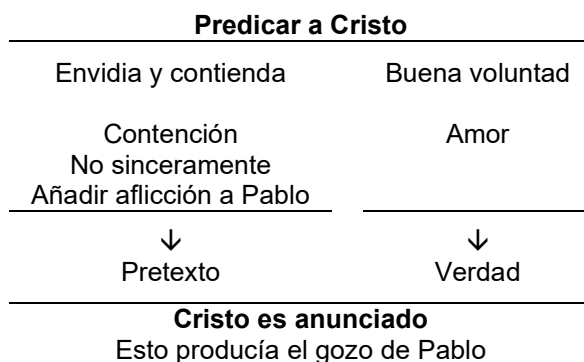 Predicar a Cristo
Envidia y contienda
Buena voluntad
Contención
No sinceramente
Añadir aflicción a Pablo
Amor
↓
Pretexto
↓
Verdad
Cristo es anunciado
Esto producía el gozo de Pablo